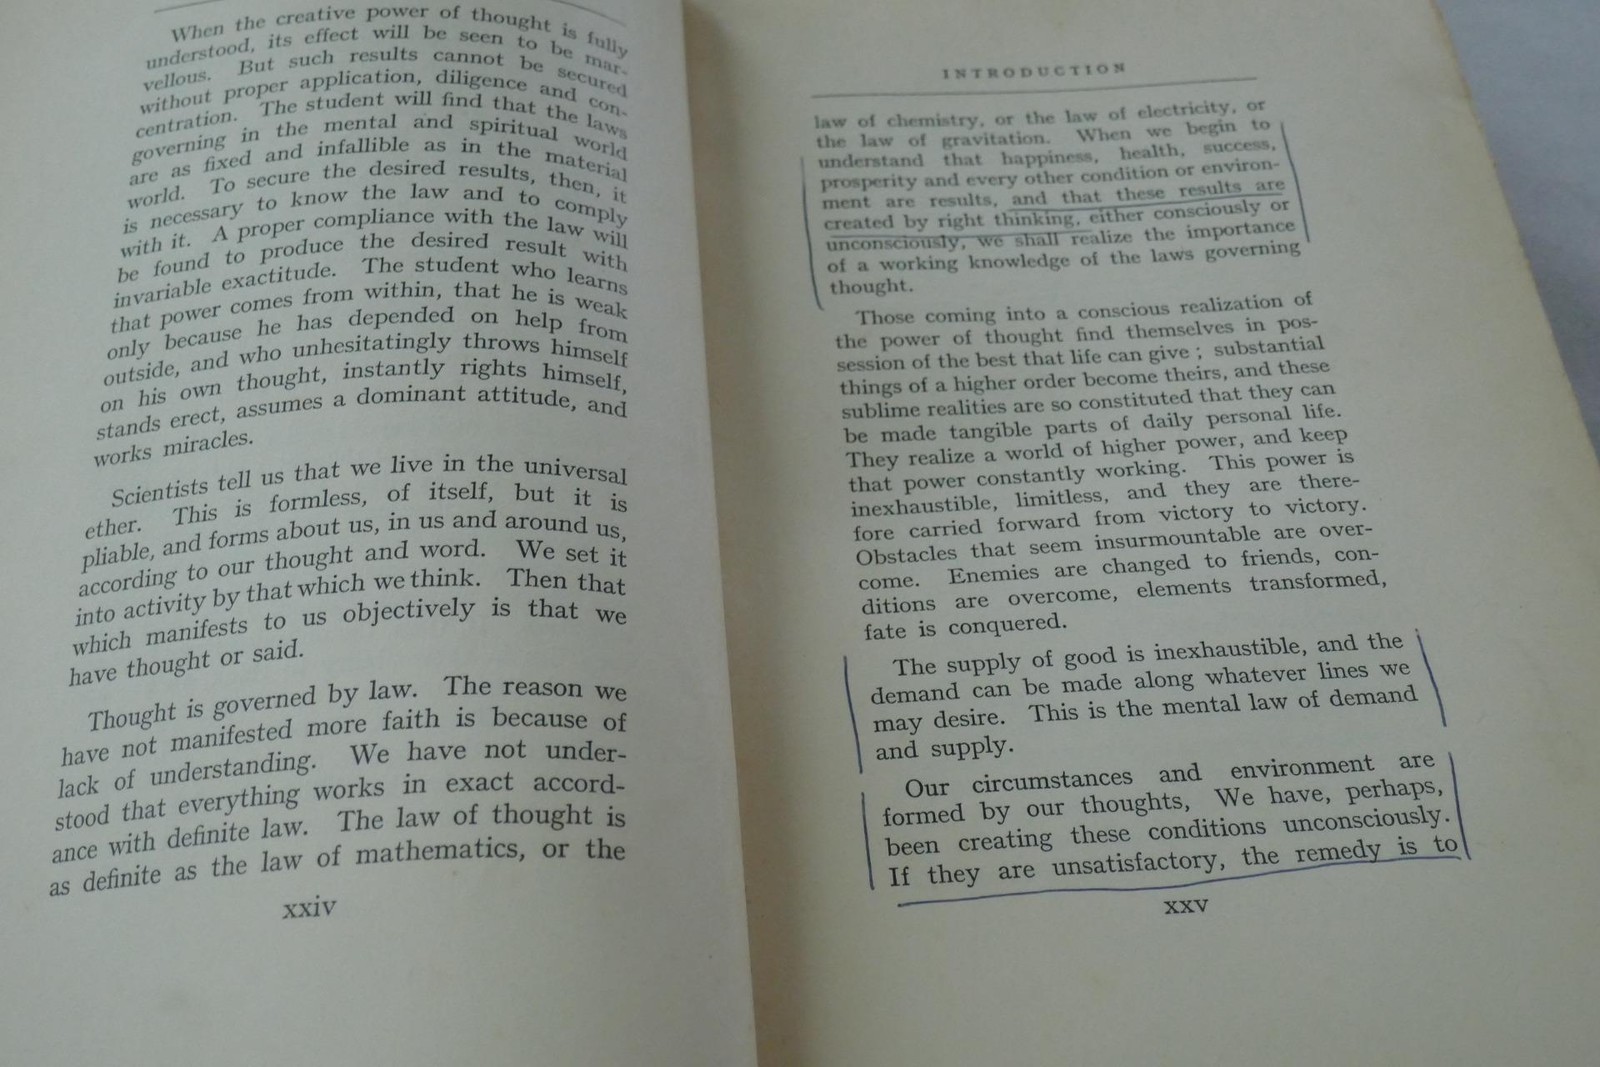 When the creative power of thought is fully
understood, its effect will be seen to be mar-
vellous. But such results cannot be secured
without proper application, diligence and con-
centration. The student will find that the laws
governing in the mental and spiritual world
are as fixed and infallible as in the material
world. To secure the desired results, then, it
is necessary to know the law and to comply
with it. A proper compliance with the law will
be found to produce the desired result with
invariable exactitude. The student who learns
that power comes from within, that he is weak
only because he has depended on help from
outside, and who unhesitatingly throws himself
on his own thought, instantly rights himself,
stands erect, assumes a dominant attitude, and
works miracles.
Scientists tell us that we live in the universal
ether. This is formless, of itself, but it is
pliable, and forms about us, in us and around us,
according to our thought and word. We set it
into activity by that which we think. Then that
which manifests to us objectively is that we
have thought or said.
Thought is governed by law. The reason we
have not manifested more faith is because of
lack of understanding. We have not under-
stood that everything works in exact accord-
ance with definite law. The law of thought is
as definite as the law of mathematics, or the
xxiv
INTRODUCTION
law of chemistry, or the law of electricity, or
the law of gravitation. When we begin to
understand that happiness, health, success,
prosperity and every other condition or environ-
ment are results, and that these results are
created by right thinking, either consciously or
unconsciously, we shall realize the importance
of a working knowledge of the laws governing
thought.
Those coming into a conscious realization of
the power of thought find themselves in pos-
session of the best that life can give ; substantial
things of a higher order become theirs, and these
sublime realities are so constituted that they can
be made tangible parts of daily personal life.
They realize a world of higher power, and keep
that power constantly working. This power is
inexhaustible, limitless, and they are there-
fore carried forward from victory to victory.
Obstacles that seem insurmountable are over-
come. Enemies are changed to friends, con-
ditions are overcome, elements transformed,
fate is conquered.
The supply of good is inexhaustible, and the
demand can be made along whatever lines we
may desire. This is the mental law of demand
and supply.
Our circumstances and environment are
formed by our thoughts, We have, perhaps,
been creating these conditions unconsciously.
If they are unsatisfactory, the remedy is to
xxv